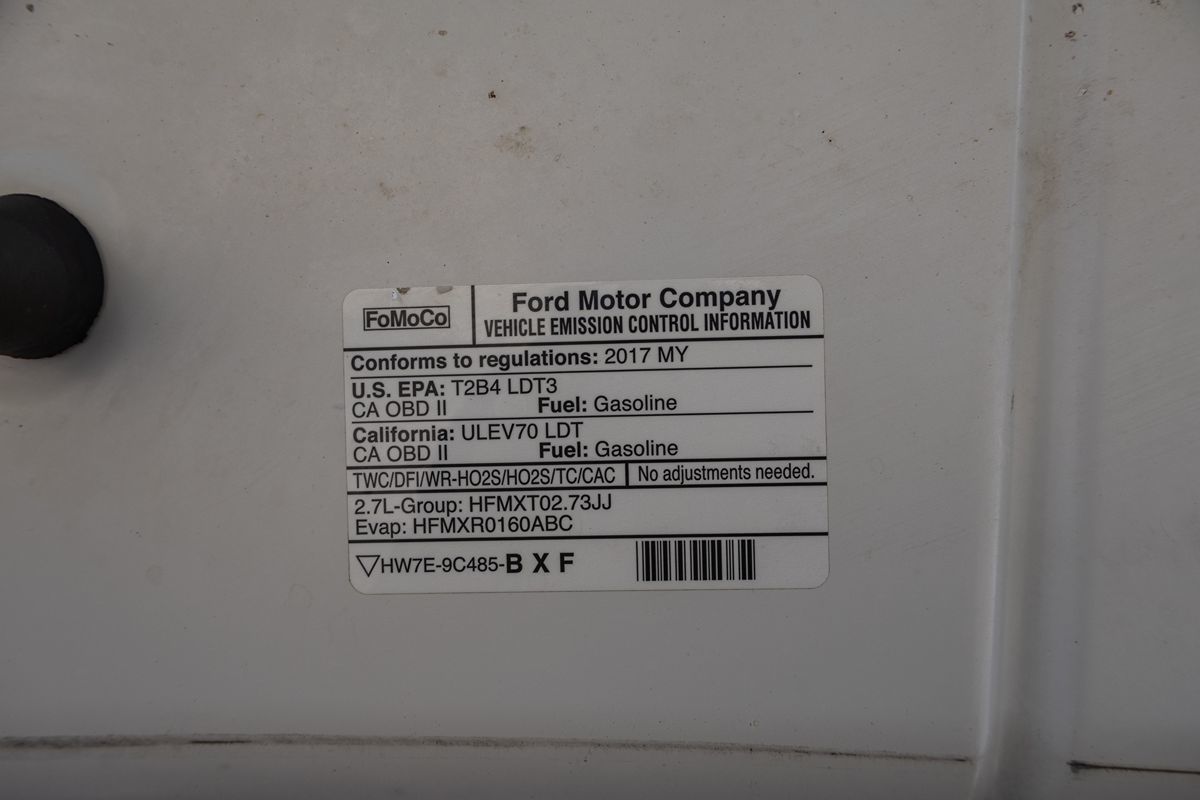 FoMoCo
Ford Motor Company
VEHICLE EMISSION CONTROL INFORMATION
Conforms to regulations: 2017 MY
U.S. EPA: T2B4 LDT3
CA OBD II Fuel: Gasoline
California: ULEV70 LDT
CA OBD II Fuel: Gasoline
TWC/DFI/WR-HO2S/HO2S/TC/CAC No adjustments needed.
2.7L-Group: HFMXT02.73JJ
Evap: HFMXR0160ABC
HW7E-9C485-B X F